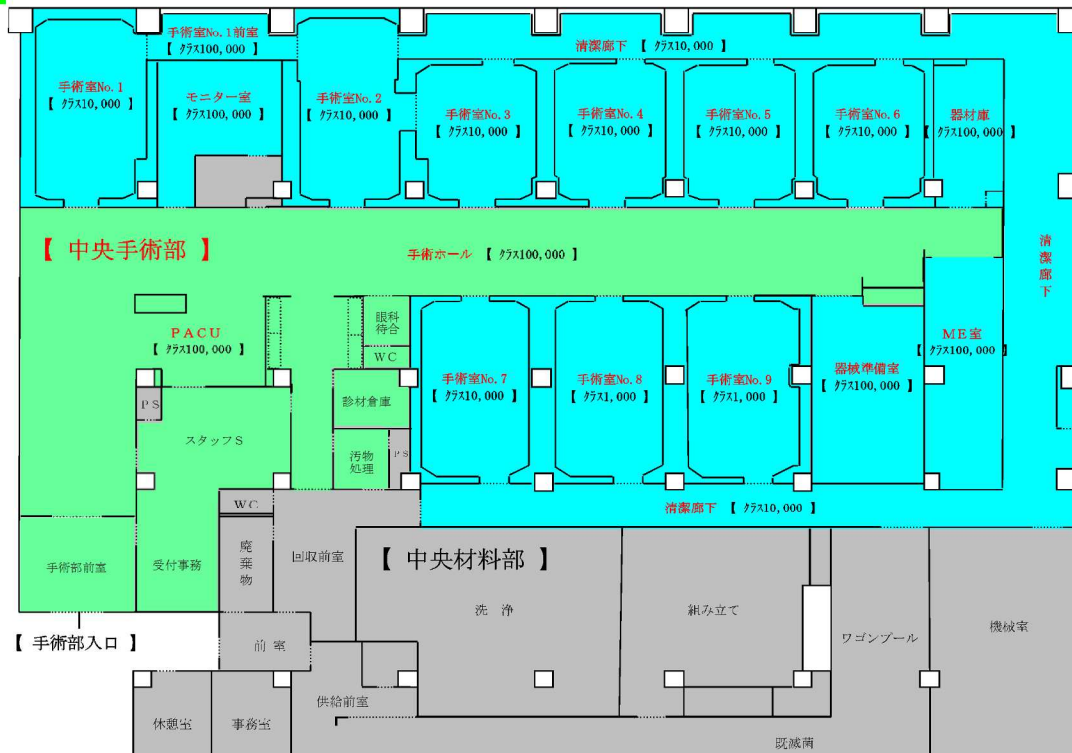 手術室No.1前室
【 クラス100,000 】
清潔廊下 【 クラス10,000 】
手術室No.1
【 クラス10,000 】
モニター室
【 クラス100,000 】
手術室No.2
【 クラス10,000 】
手術室No.3
【 クラス10,000 】
手術室No.4
【 クラス10,000 】
手術室No.5
【 クラス10,000 】
手術室No.6
【 クラス10,000 】
器材庫
【 クラス100,000 】
【 中央手術部 】
手術ホール 【 クラス100,000 】
清潔廊下
PACU
【 クラス100,000 】
眼科
待合
WC
ME室
【 クラス100,000 】
手術室No.7
【 クラス10,000 】
手術室No.8
【 クラス1,000 】
手術室No.9
【 クラス1,000 】
器械準備室
【 クラス100,000 】
PS
診材倉庫
スタッフS
汚物
処理
PS
WC
清潔廊下 【 クラス10,000 】
手術部前室
受付事務
廃棄物
回収前室
【 中央材料部 】
洗 浄
組み立て
ワゴンプール
機械室
【 手術部入口 】
前 室
供給前室
休憩室
事務室
既滅菌